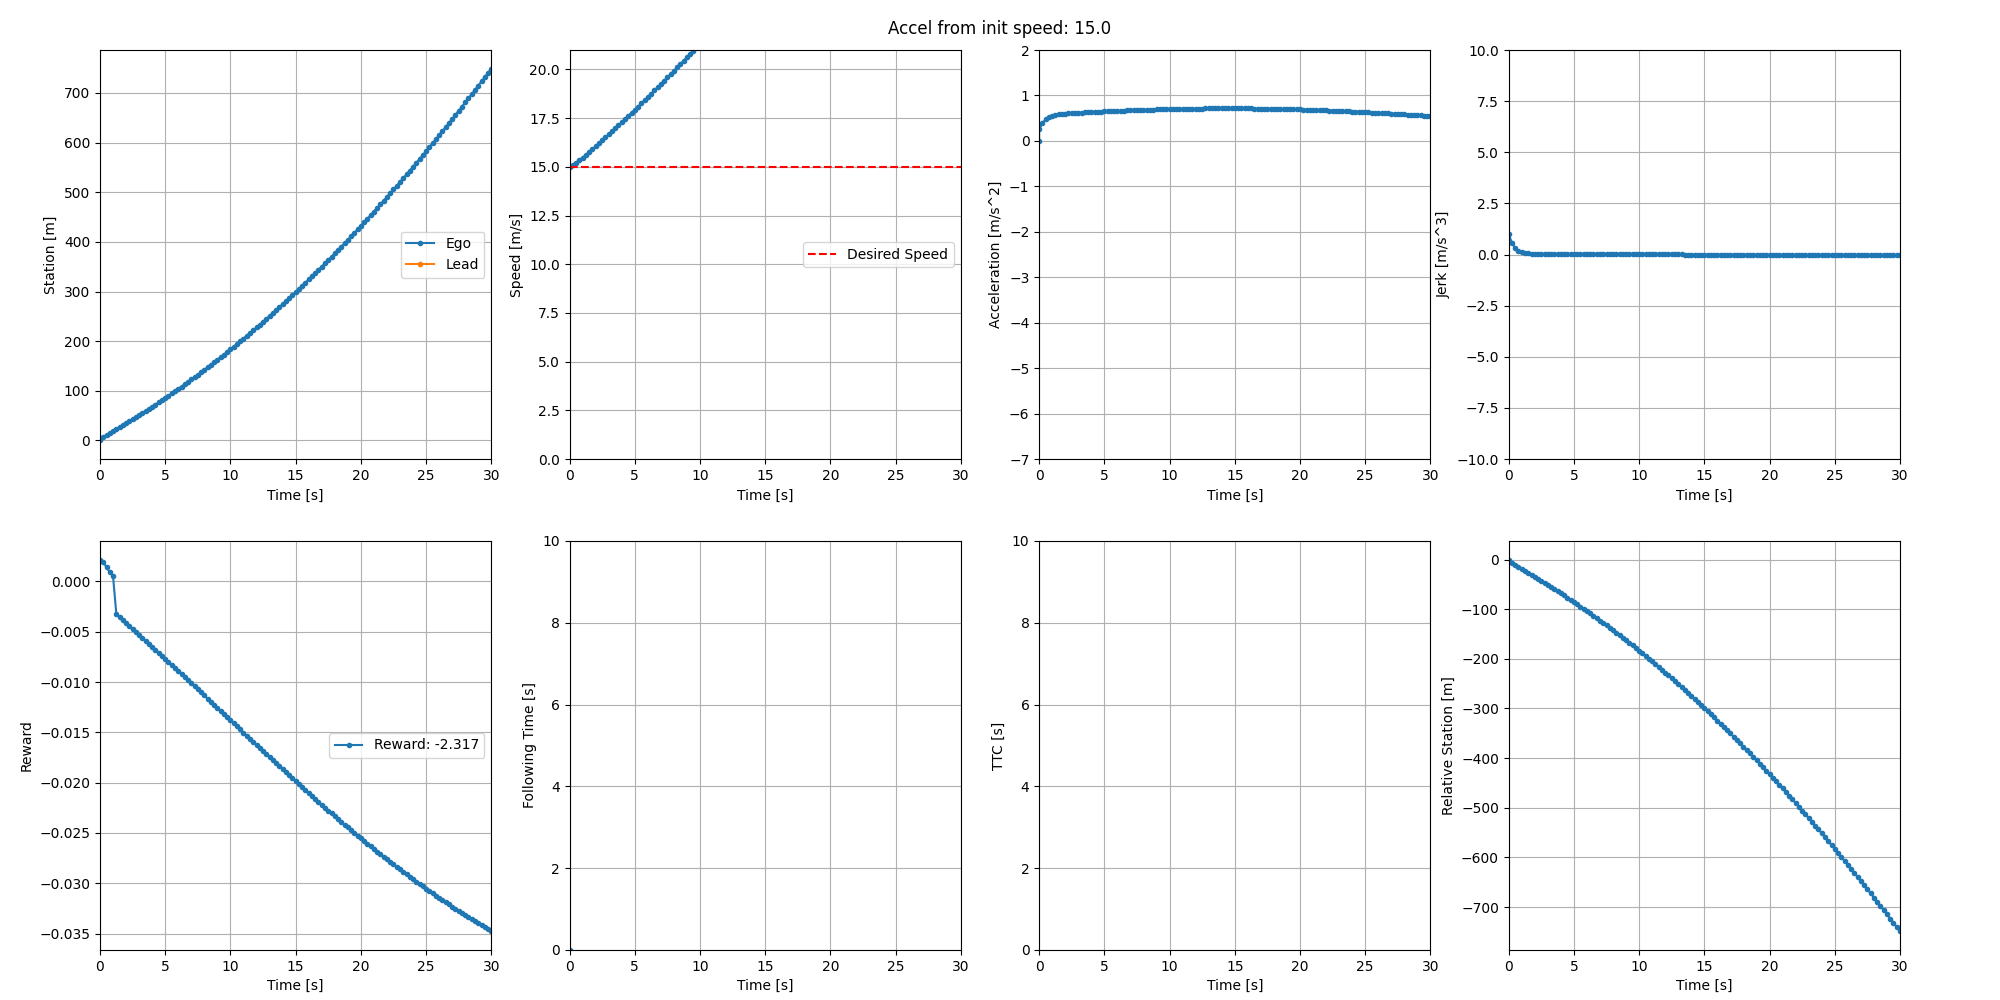 Accel from init speed: 15.0
Station [m]
700
600
500
400
300
200
100
0
Ego
Lead
0 5 10 15 20 25 30
Time [s]
Speed [m/s]
20.0
17.5
15.0
12.5
10.0
7.5
5.0
2.5
0.0
Desired Speed
0 5 10 15 20 25 30
Time [s]
Acceleration [m/s^2]
2
1
0
−1
−2
−3
−4
−5
−6
−7
0 5 10 15 20 25 30
Time [s]
Jerk [m/s^3]
10.0
7.5
5.0
2.5
0.0
−2.5
−5.0
−7.5
−10.0
0 5 10 15 20 25 30
Time [s]
Reward
0.000
−0.005
−0.010
−0.015
−0.020
−0.025
−0.030
−0.035
Reward: -2.317
0 5 10 15 20 25 30
Time [s]
Following Time [s]
10
8
6
4
2
0
0 5 10 15 20 25 30
Time [s]
TTC [s]
10
8
6
4
2
0
0 5 10 15 20 25 30
Time [s]
Relative Station [m]
0
−100
−200
−300
−400
−500
−600
−700
0 5 10 15 20 25 30
Time [s]